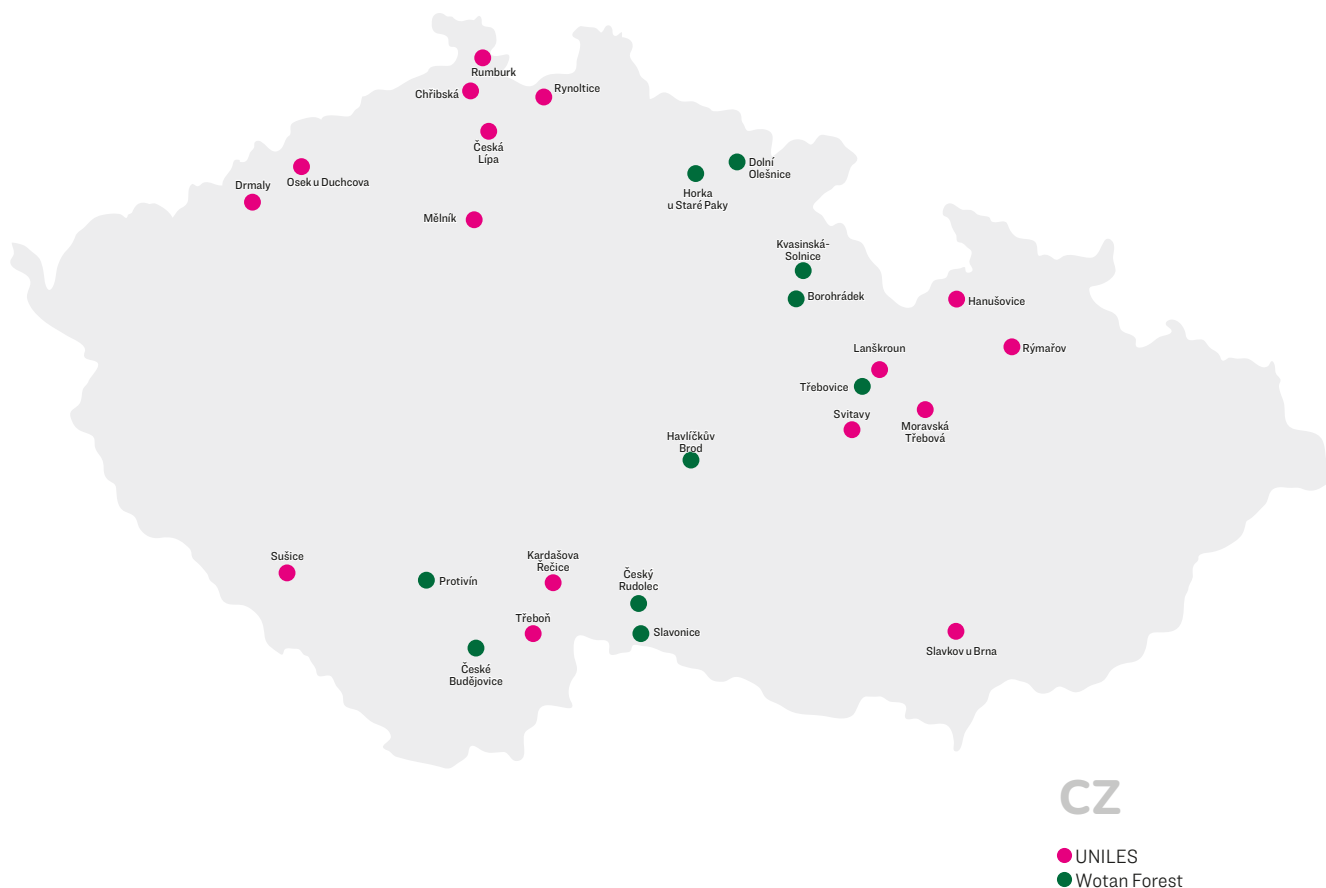 Rumburk
Chřibská
Rynoltice
Česká
Lípa
Osek u Duchcova
Drmaly
Mělník
Dolní
Olešnice
Horka
u Staré Paky
Kvasinská-
Solnice
Borohrádek
Hanušovice
Rýmařov
Lanškroun
Třebovice
Svitavy
Moravská
Třebová
Havlíčkův
Brod
Sušice
Protivín
Kardašova
Řečice
Český
Rudolec
Třeboň
Slavonice
České
Budějovice
Slavkov u Brna
CZ
UNILES
Wotan Forest